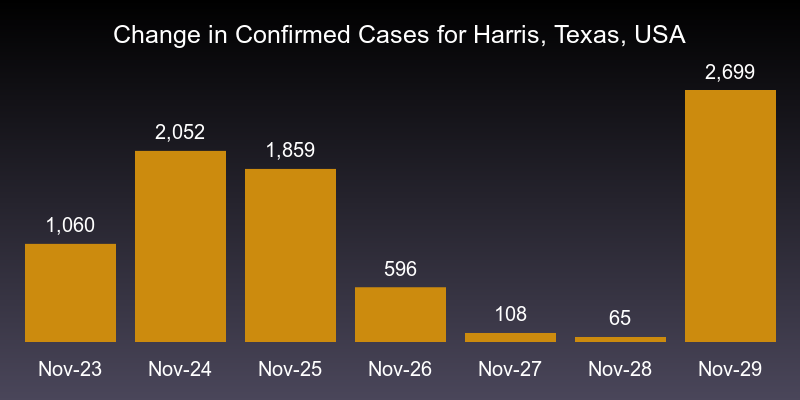 Change in Confirmed Cases for Harris, Texas, USA
1,060
2,052
1,859
596
108
65
2,699
Nov-23
Nov-24
Nov-25
Nov-26
Nov-27
Nov-28
Nov-29